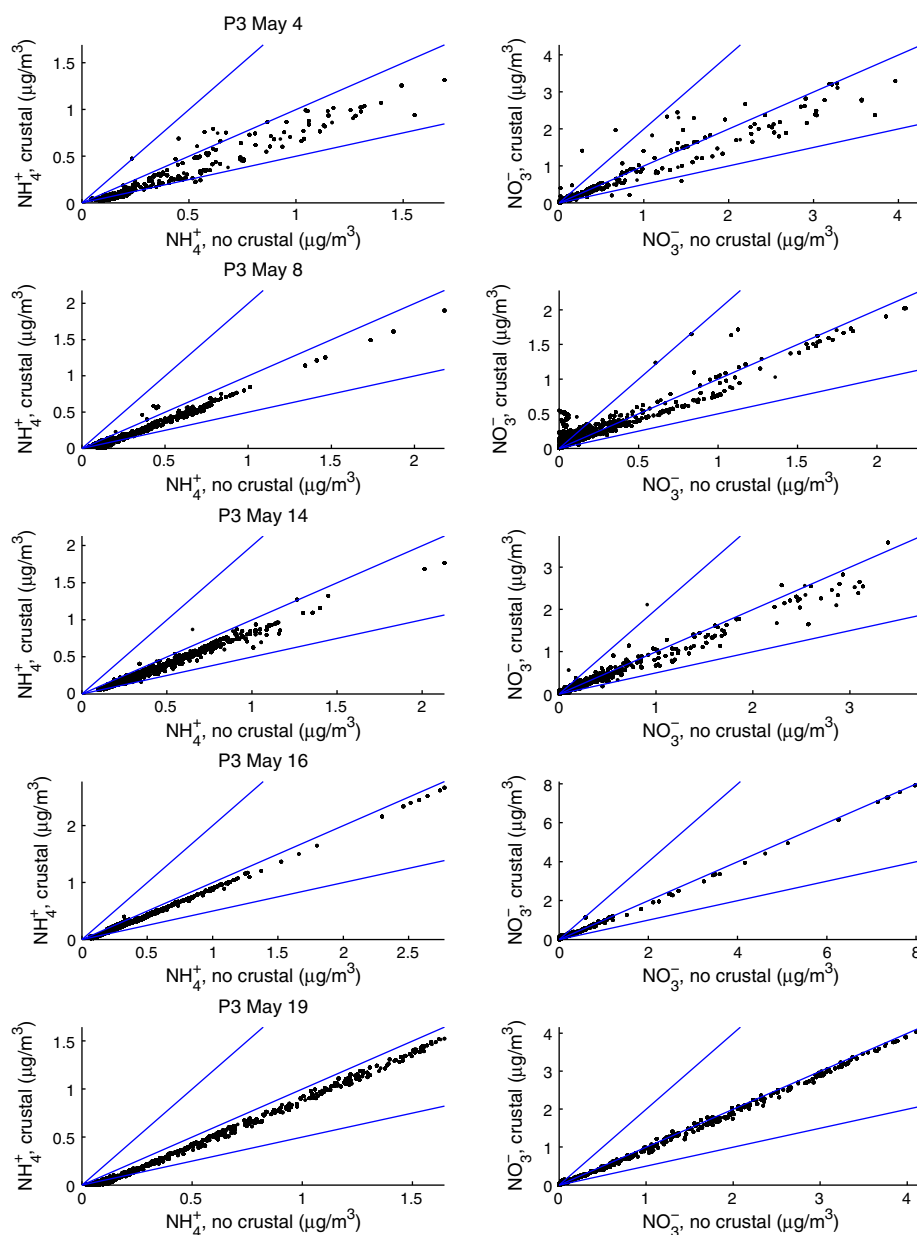 P3 May 4
NH₄⁺, crustal (μg/m³)
1.5
1
0.5
0
0 0.5 1 1.5
NH₄⁺, no crustal (μg/m³)
NO₃⁻, crustal (μg/m³)
4
3
2
1
0
0 1 2 3 4
NO₃⁻, no crustal (μg/m³)
P3 May 8
NH₄⁺, crustal (μg/m³)
2
1.5
1
0.5
0
0 0.5 1 1.5 2
NH₄⁺, no crustal (μg/m³)
NO₃⁻, crustal (μg/m³)
2
1.5
1
0.5
0
0 0.5 1 1.5 2
NO₃⁻, no crustal (μg/m³)
P3 May 14
NH₄⁺, crustal (μg/m³)
2
1.5
1
0.5
0
0 0.5 1 1.5 2
NH₄⁺, no crustal (μg/m³)
NO₃⁻, crustal (μg/m³)
3
2
1
0
0 1 2 3
NO₃⁻, no crustal (μg/m³)
P3 May 16
NH₄⁺, crustal (μg/m³)
2
1
0
0 0.5 1 1.5 2 2.5
NH₄⁺, no crustal (μg/m³)
NO₃⁻, crustal (μg/m³)
8
6
4
2
0
0 2 4 6 8
NO₃⁻, no crustal (μg/m³)
P3 May 19
NH₄⁺, crustal (μg/m³)
1.5
1
0.5
0
0 0.5 1 1.5
NH₄⁺, no crustal (μg/m³)
NO₃⁻, crustal (μg/m³)
4
3
2
1
0
0 1 2 3 4
NO₃⁻, no crustal (μg/m³)